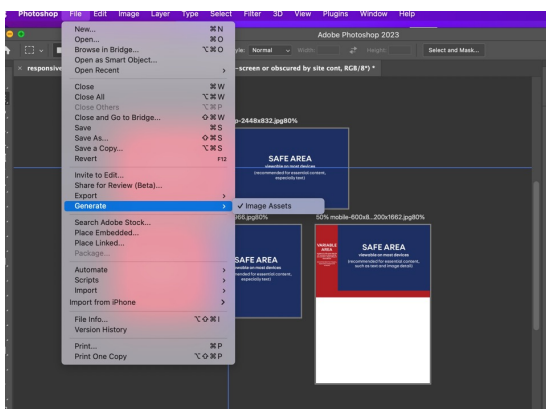 Photoshop File Edit Image Layer Type Select Filter 3D View Plugins Window Help
Adobe Photoshop 2023
Style: Normal Width: Height: Select and Mask...
× responsive
-screen or obscured by site cont, RGB/8*) *
New... ⌘N
Open... ⌘O
Browse in Bridge... ⌥⌘O
Open as Smart Object...
Open Recent >
Close ⌘W
Close All ⌥⌘W
Close Others ⌥⌘P
Close and Go to Bridge... ⇧⌘W
Save ⌘S
Save As... ⇧⌘S
Save a Copy... ⌥⌘S
Revert F12
Invite to Edit...
Share for Review (Beta)...
Export >
Generate >
✓ Image Assets
Search Adobe Stock...
Place Embedded...
Place Linked...
Package...
Automate >
Scripts >
Import >
Import from iPhone >
File Info... ⌥⇧⌘I
Version History
Print... ⌘P
Print One Copy ⌥⇧⌘P
p-2448x832.jpg80%
SAFE AREA
viewable on most devices
(recommended for essential content,
especially text)
66.jpg80%
SAFE AREA
viewable on most devices
especially text)
50% mobile-600x8...200x1662.jpg80%
VARIABLE
AREA
SAFE AREA
viewable on most devices
(recommended for essential content,
such as text and image detail)